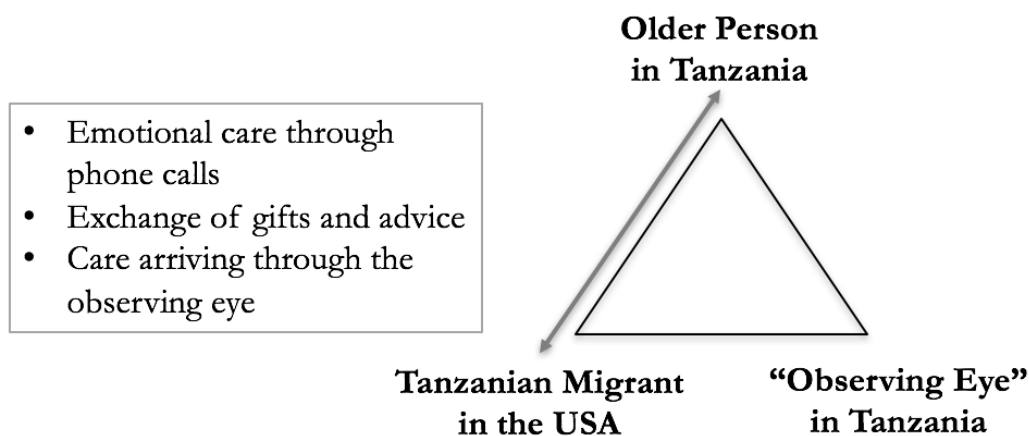 Older Person
in Tanzania
• Emotional care through
phone calls
• Exchange of gifts and advice
• Care arriving through the
observing eye
Tanzanian Migrant
in the USA
“Observing Eye”
in Tanzania